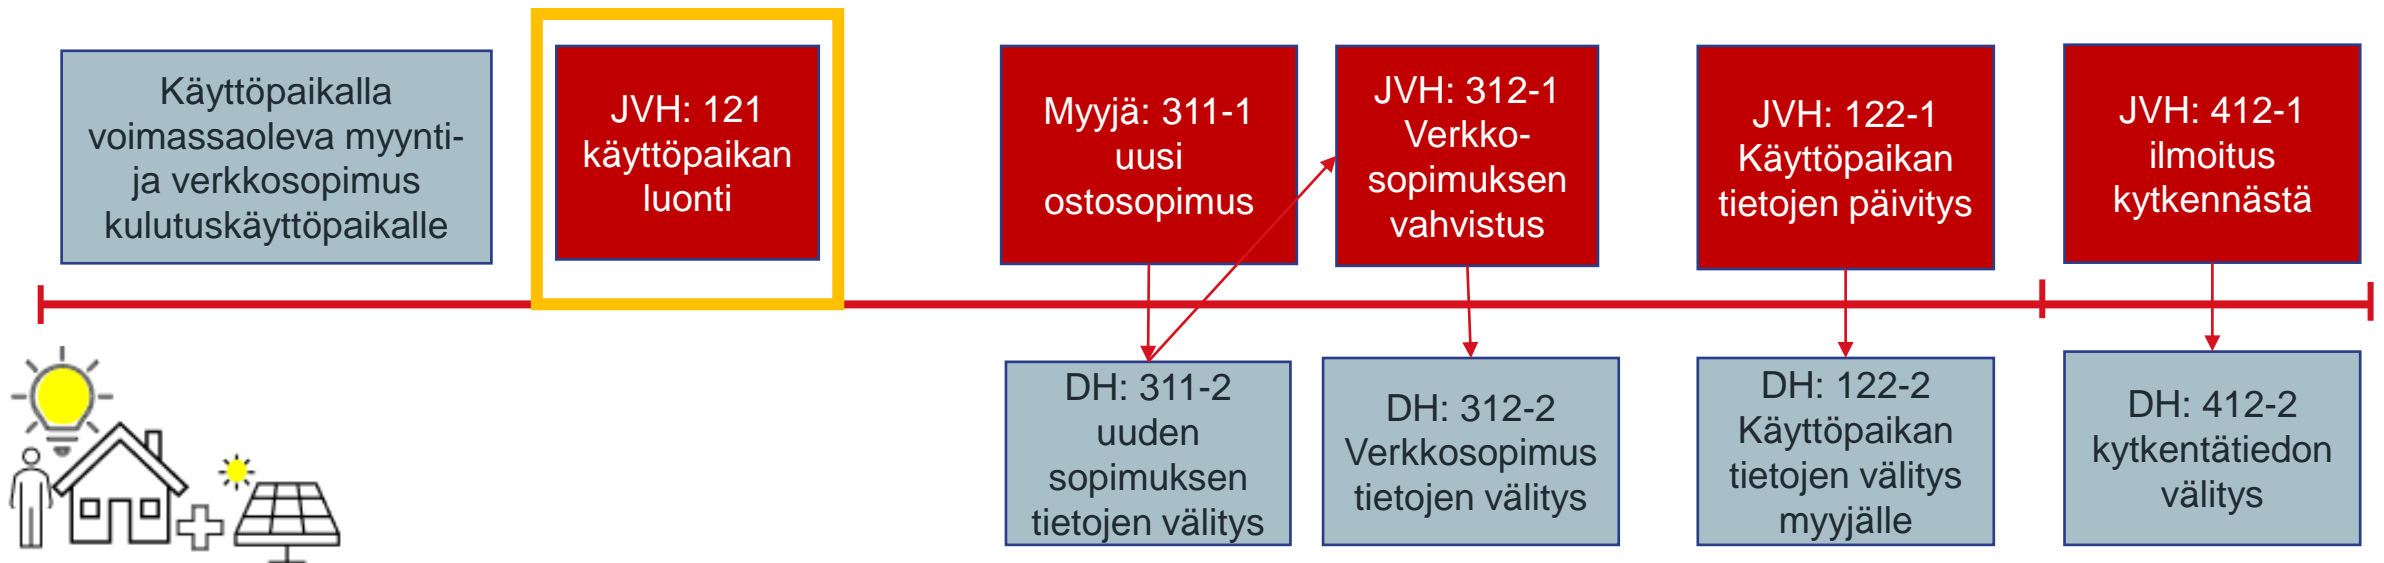 Käyttöpaikalla
voimassaoleva myynti-
ja verkkosopimus
kulutuskäyttöpaikalle
JVH: 121
käyttöpaikan
luonti
Myyjä: 311-1
uusi
ostosopimus
JVH: 312-1
Verkko-
sopimuksen
vahvistus
JVH: 122-1
Käyttöpaikan
tietojen päivitys
JVH: 412-1
ilmoitus
kytkennästä
DH: 311-2
uuden
sopimuksen
tietojen välitys
DH: 312-2
Verkkosopimus
tietojen välitys
DH: 122-2
Käyttöpaikan
tietojen välitys
myyjälle
DH: 412-2
kytkentätiedon
välitys